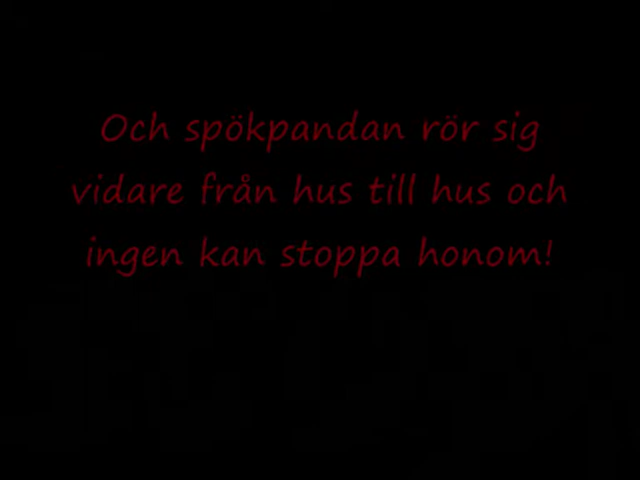 Och spökpandan rör sig
vidare från hus till hus och
ingen kan stoppa honom!